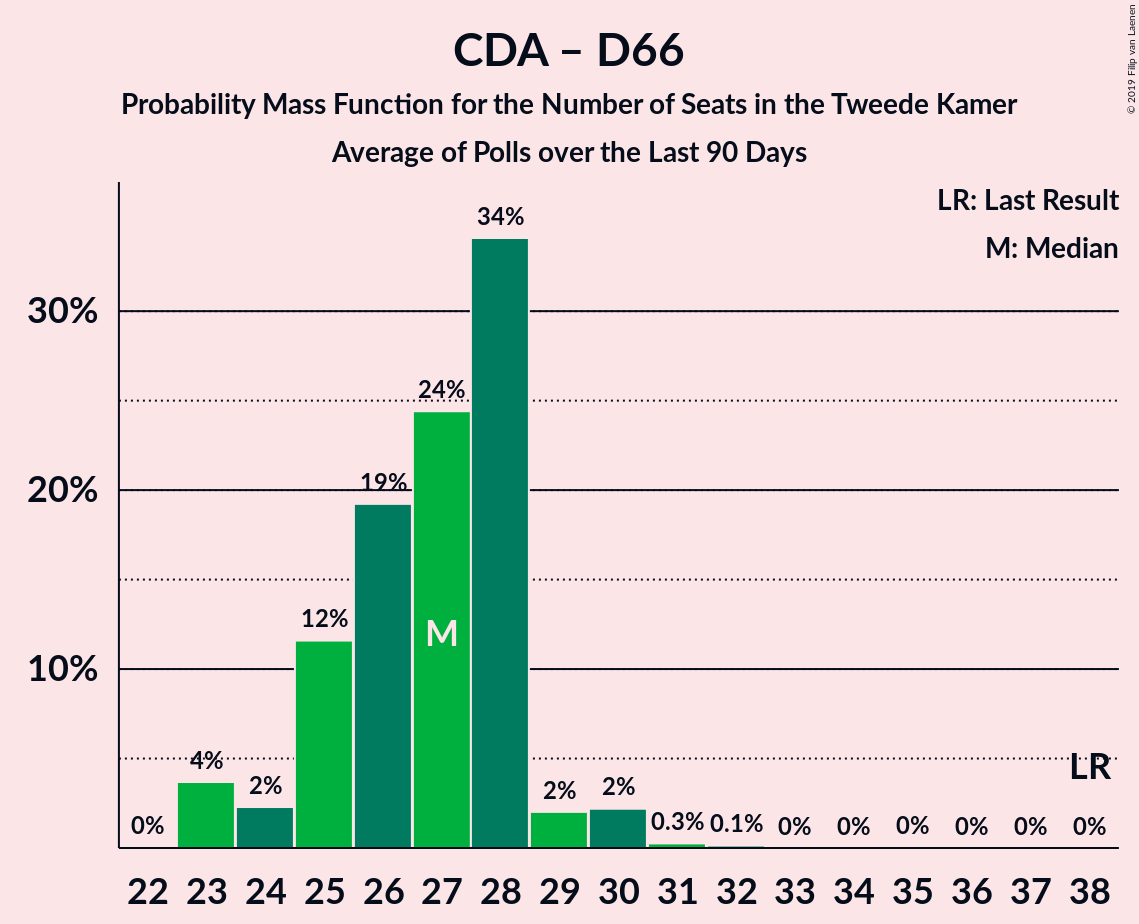 CDA – D66
Probability Mass Function for the Number of Seats in the Tweede Kamer
Average of Polls over the Last 90 Days
© 2019 Filip van Laenen
LR: Last Result
M: Median
34%
30%
24%
20%
19%
12%
M
10%
4%
2%
0%
2%
2%
0.3%
0.1%
0%
0%
0%
0%
0%
0%
LR
22 23 24 25 26 27 28 29 30 31 32 33 34 35 36 37 38